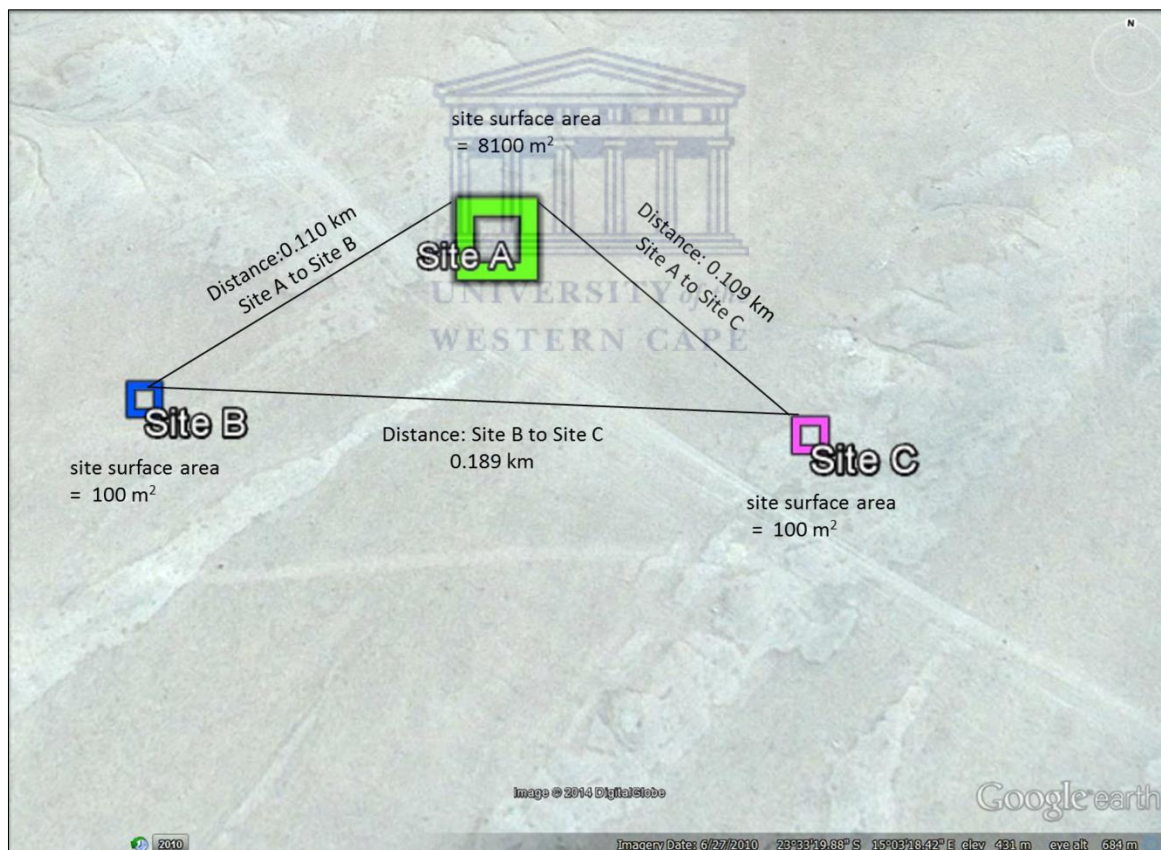 N
site surface area
= 8100 m²
Distance:0.110 km
Site A to Site B
Distance: 0.109 km
Site A to Site C
Site A
UNIVERSITY of the
WESTERN CAPE
Site B
Distance: Site B to Site C
0.189 km
Site C
site surface area
= 100 m²
site surface area
= 100 m²
Image © 2014 DigitalGlobe
Google earth
2010
Imagery Date: 6/27/2010 23°33'19.88" S 15°03'18.42" E elev 431 m eye alt 684 m